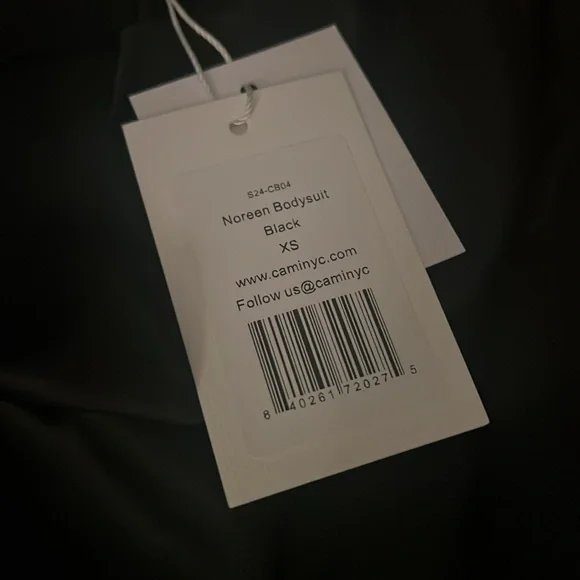 S24-CB04
Noreen Bodysuit
Black
XS
www.caminyc.com
Follow us@caminyc
8 40261 72027 5